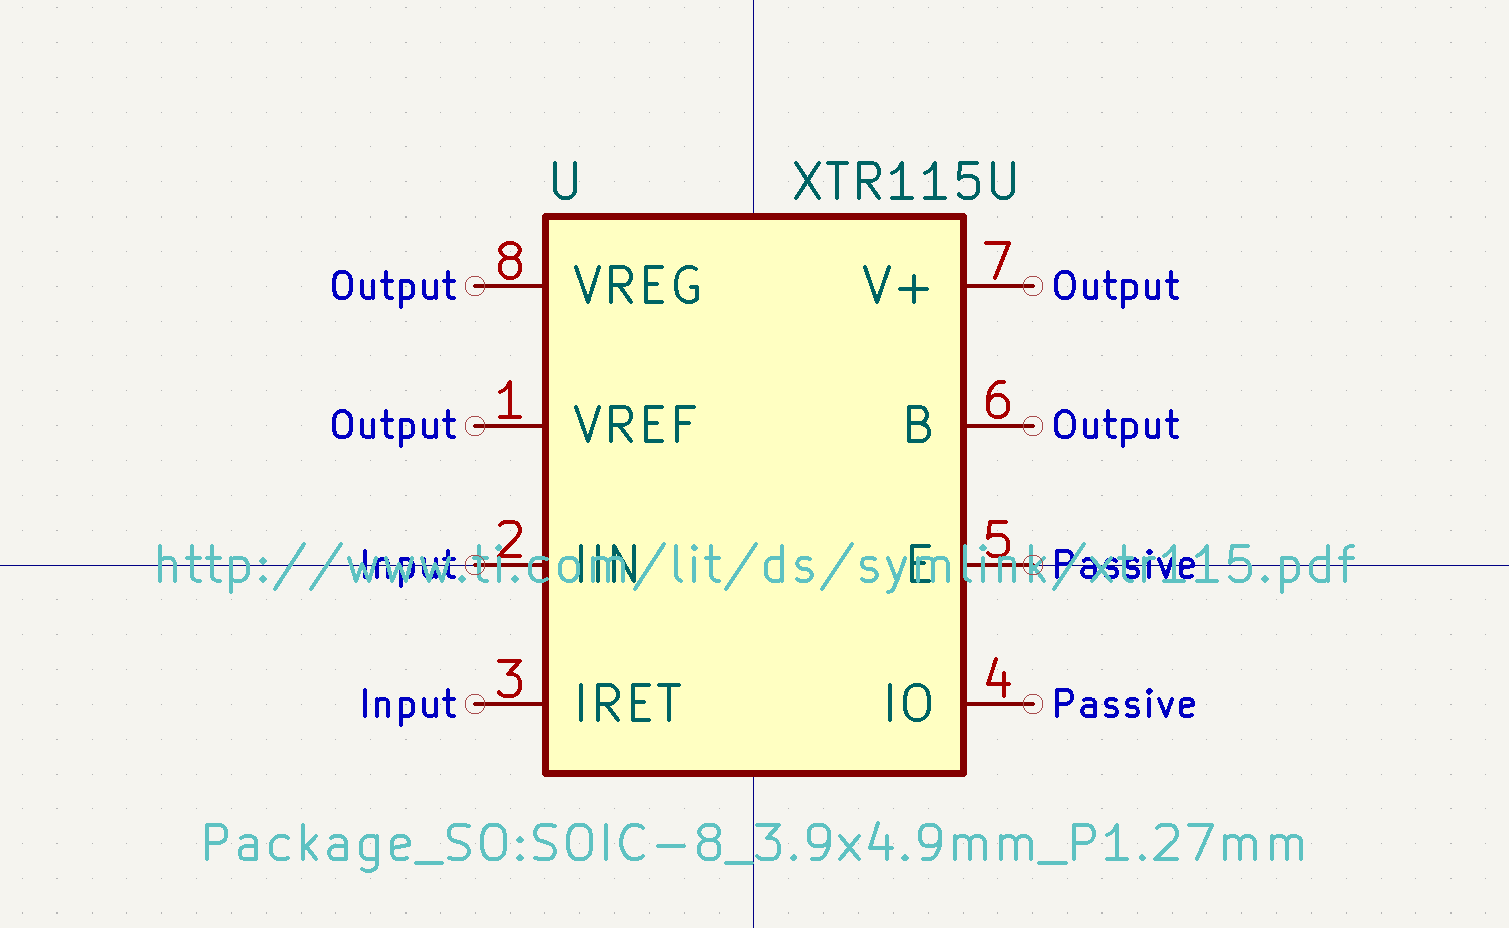 U XTR115U
Output 8 VREG V+ 7 Output
Output 1 VREF B 6 Output
Input 2 IIN E 5 Passive
http://www.ti.com/lit/ds/symlink/xtr115.pdf
Input 3 IRET IO 4 Passive
Package_SO:SOIC-8_3.9x4.9mm_P1.27mm